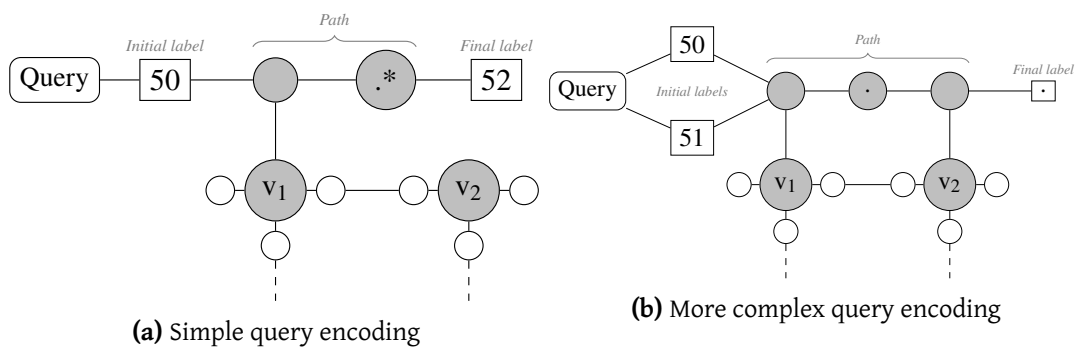 Path
Initial label
Final label
Query
50
.*
52
v1
v2
(a) Simple query encoding
50
Path
Query
Initial labels
.
Final label
.
51
v1
v2
(b) More complex query encoding